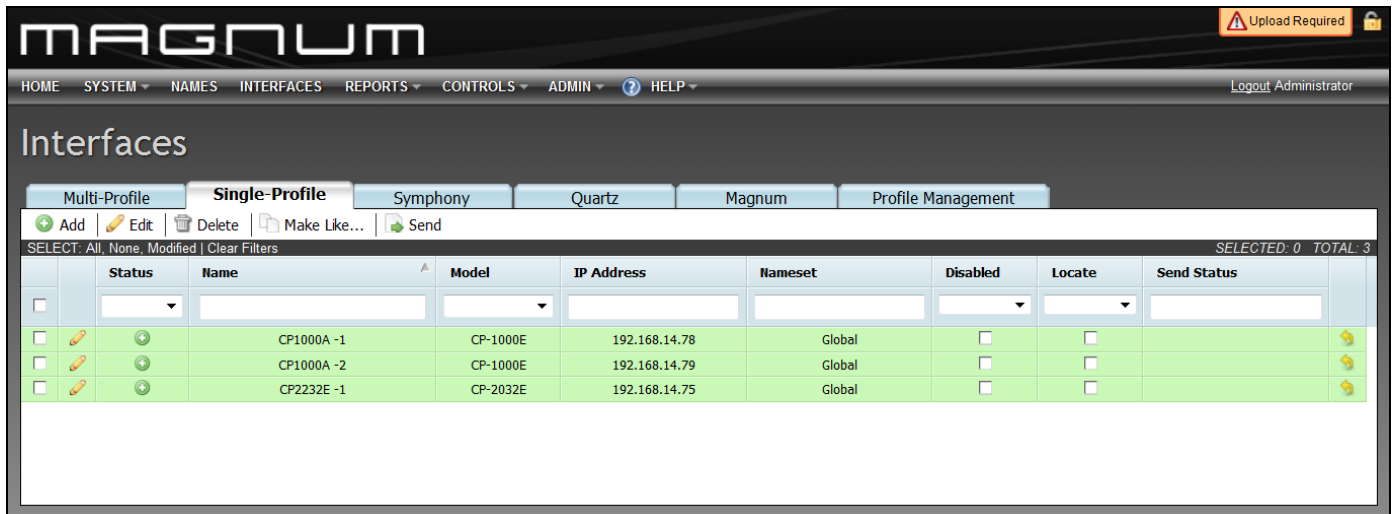 MAGNUM
Upload Required
HOME SYSTEM NAMES INTERFACES REPORTS CONTROLS ADMIN ? HELP
Logout Administrator
Interfaces
Multi-Profile Single-Profile Symphony Quartz Magnum Profile Management
Add Edit Delete Make Like... Send
SELECT: All, None, Modified | Clear Filters SELECTED: 0 TOTAL: 3
Status Name Model IP Address Nameset Disabled Locate Send Status
CP1000A -1 CP-1000E 192.168.14.78 Global
CP1000A -2 CP-1000E 192.168.14.79 Global
CP2232E -1 CP-2032E 192.168.14.75 Global